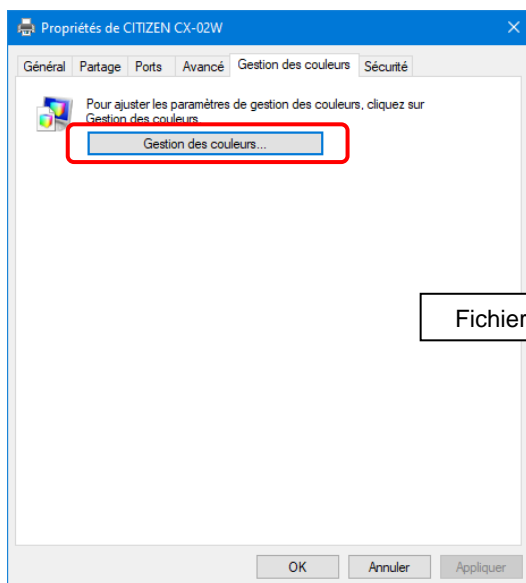 Propriétés de CITIZEN CX-02W
Général Partage Ports Avancé Gestion des couleurs Sécurité
Pour ajuster les paramètres de gestion des couleurs, cliquez sur
Gestion des couleurs.
Gestion des couleurs...
Fichier
OK Annuler Appliquer